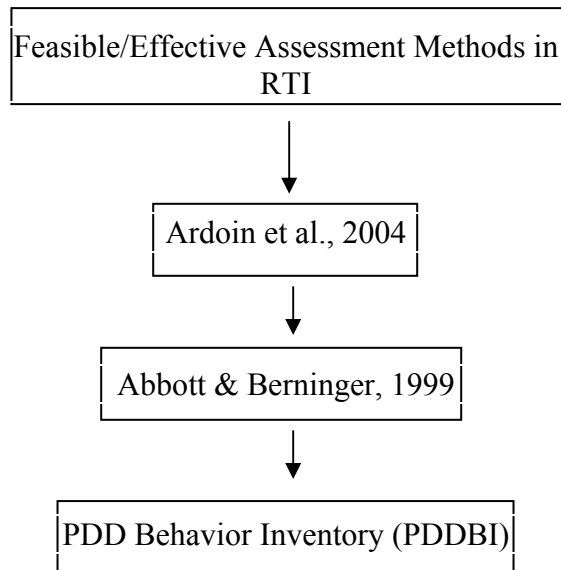 Feasible/Effective Assessment Methods in
RTI
Ardoin et al., 2004
Abbott & Berninger, 1999
PDD Behavior Inventory (PDDBI)